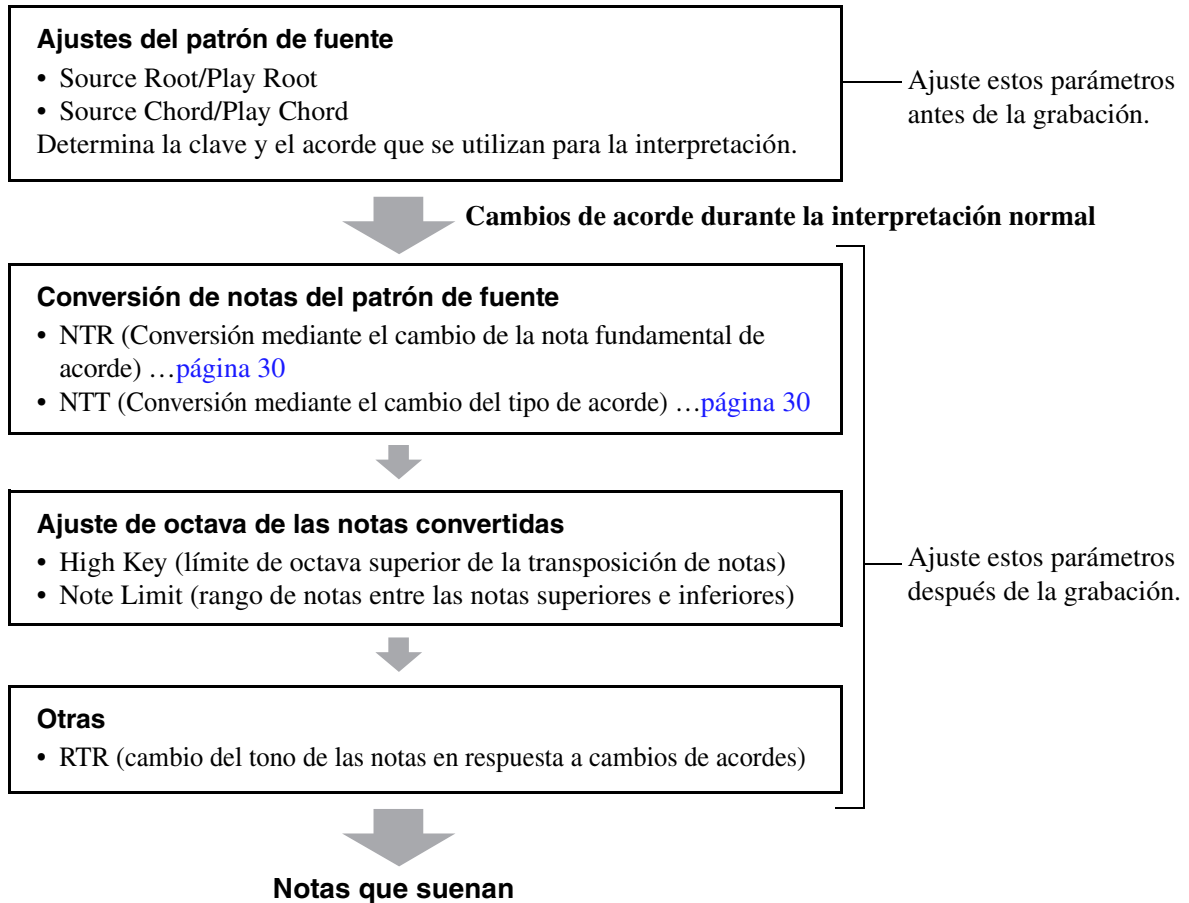 Ajustes del patrón de fuente
• Source Root/Play Root
• Source Chord/Play Chord
Determina la clave y el acorde que se utilizan para la interpretación.
Ajuste estos parámetros
antes de la grabación.
Cambios de acorde durante la interpretación normal
Conversión de notas del patrón de fuente
• NTR (Conversión mediante el cambio de la nota fundamental de
acorde) …página 30
• NTT (Conversión mediante el cambio del tipo de acorde) …página 30
Ajuste de octava de las notas convertidas
• High Key (límite de octava superior de la transposición de notas)
• Note Limit (rango de notas entre las notas superiores e inferiores)
Ajuste estos parámetros
después de la grabación.
Otras
• RTR (cambio del tono de las notas en respuesta a cambios de acordes)
Notas que suenan